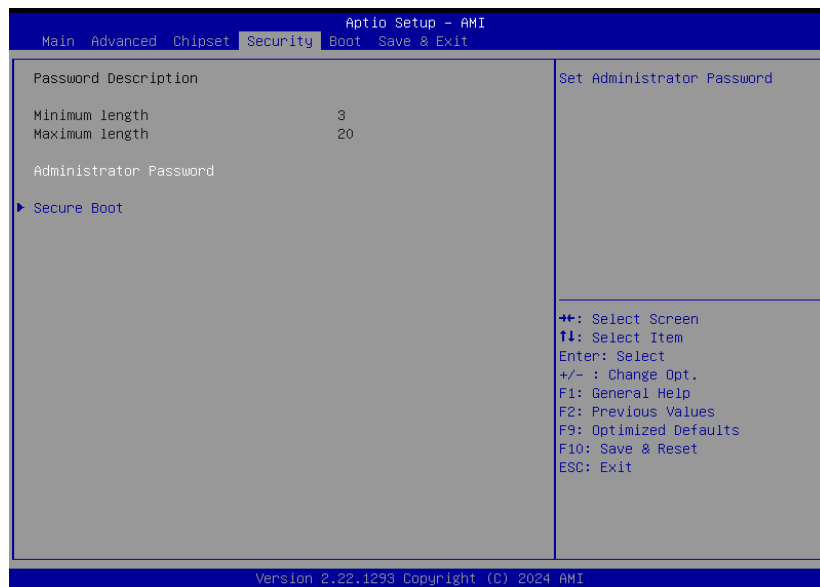 Aptio Setup – AMI
Main Advanced Chipset Security Boot Save & Exit
Password Description
Minimum length 3
Maximum length 20
Administrator Password
Secure Boot
Set Administrator Password
→←: Select Screen
↑↓: Select Item
Enter: Select
+/- : Change Opt.
F1: General Help
F2: Previous Values
F9: Optimized Defaults
F10: Save & Reset
ESC: Exit
Version 2.22.1293 Copyright (C) 2024 AMI